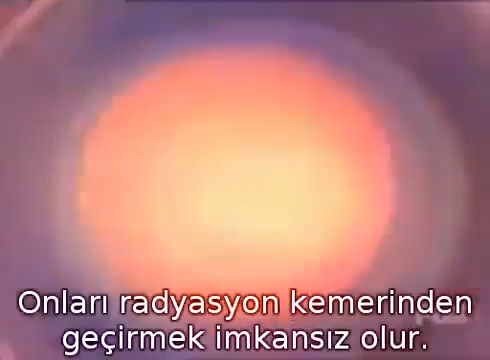 Onları radyasyon kemerinden
geçirmek imkansız olur.